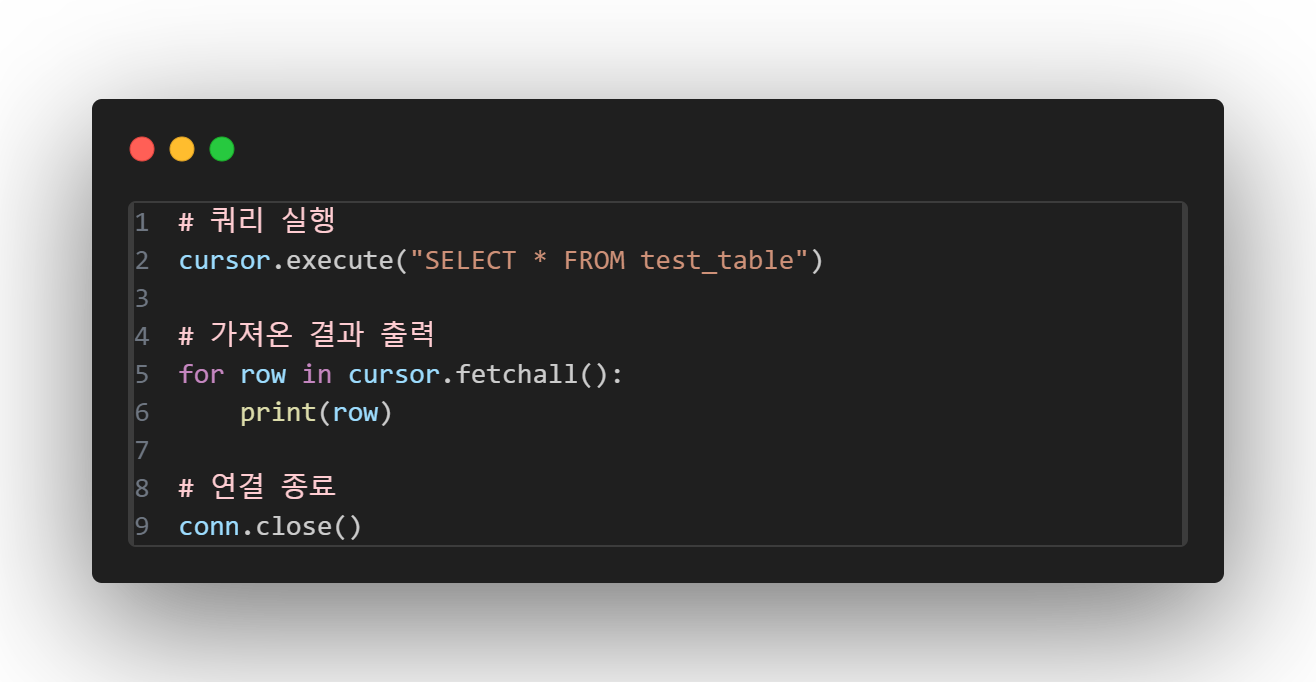 1 # 쿼리 실행
2 cursor.execute("SELECT * FROM test_table")
3
4 # 가져온 결과 출력
5 for row in cursor.fetchall():
6     print(row)
7
8 # 연결 종료
9 conn.close()